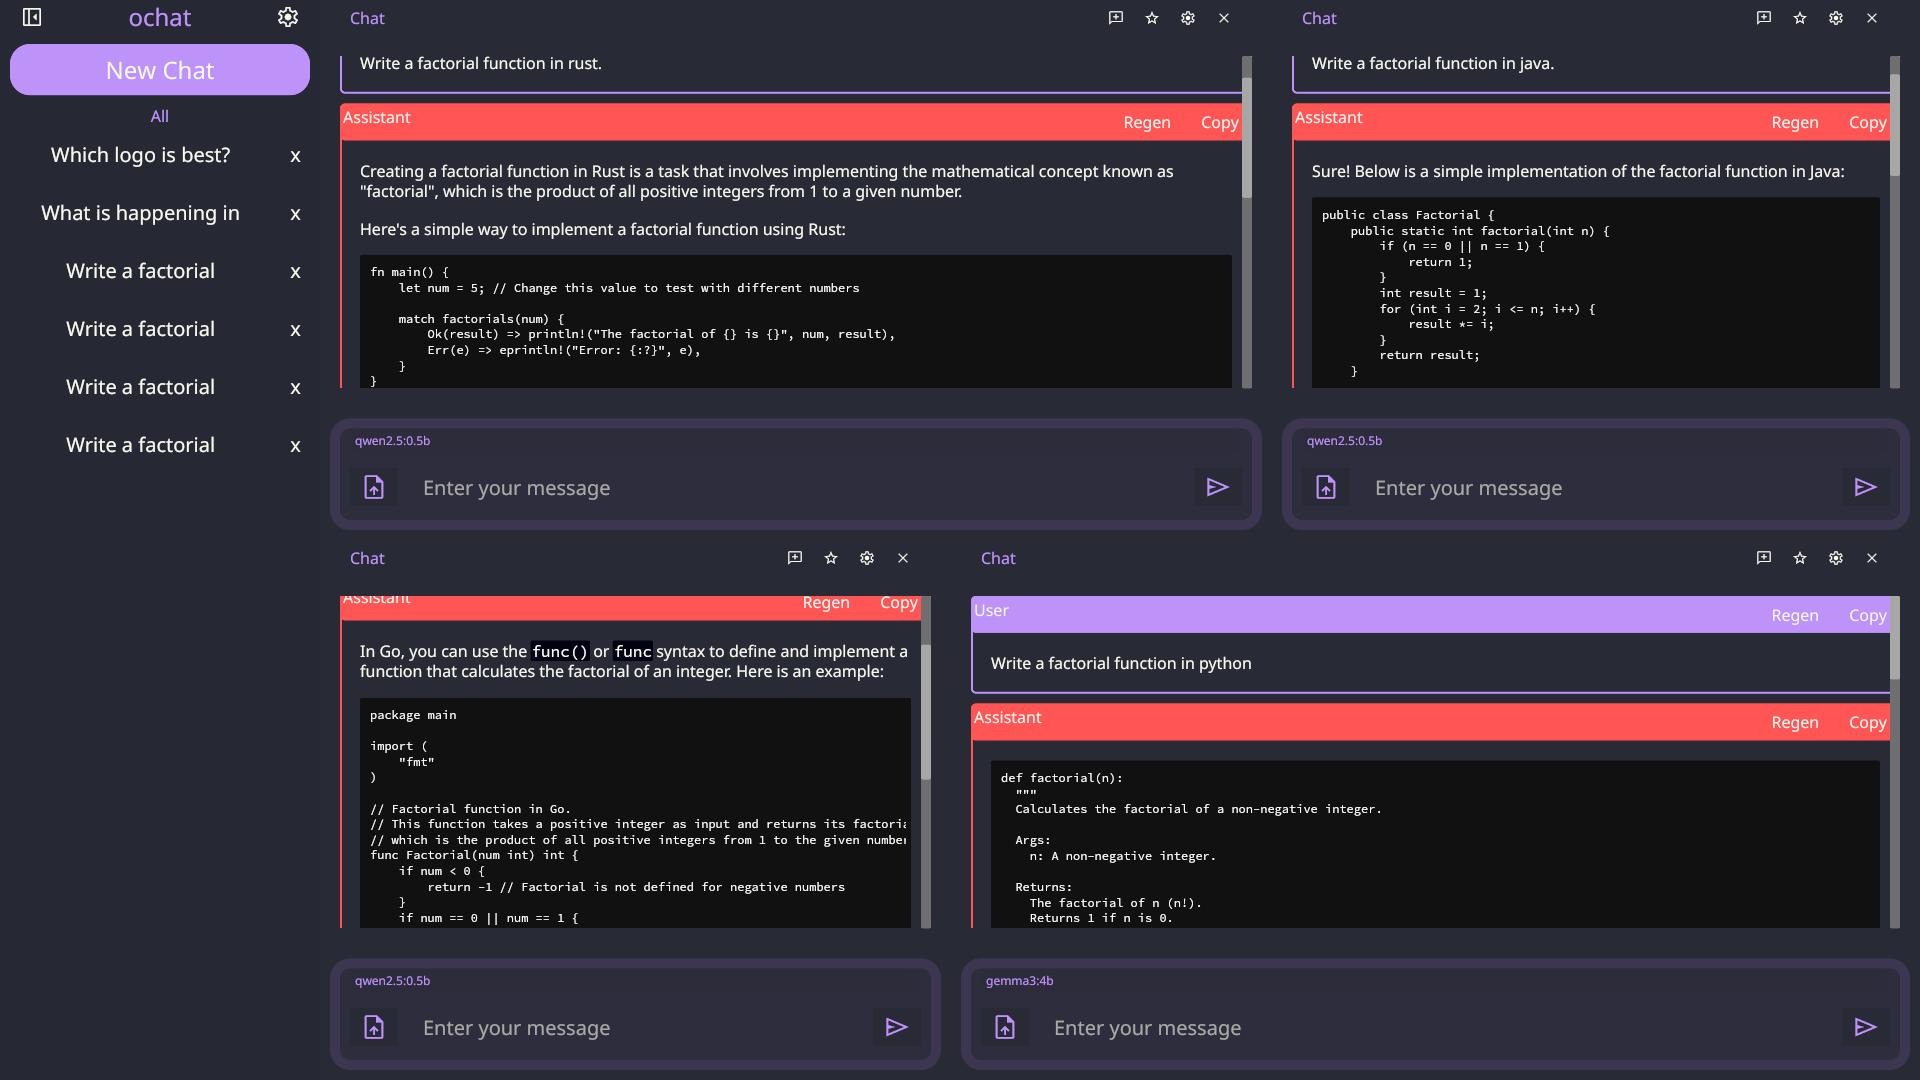 ochat
New Chat
All
Which logo is best? x
What is happening in x
Write a factorial x
Write a factorial x
Write a factorial x
Write a factorial x
Chat
Write a factorial function in rust.
Assistant Regen Copy
Creating a factorial function in Rust is a task that involves implementing the mathematical concept known as
"factorial", which is the product of all positive integers from 1 to a given number.
Here's a simple way to implement a factorial function using Rust:
fn main() {
    let num = 5; // Change this value to test with different numbers
    match factorials(num) {
        Ok(result) => println!("The factorial of {} is {}", num, result),
        Err(e) => eprintln!("Error: {:?}", e),
    }
}
qwen2.5:0.5b
Enter your message
Chat
Write a factorial function in java.
Assistant Regen Copy
Sure! Below is a simple implementation of the factorial function in Java:
public class Factorial {
    public static int factorial(int n) {
        if (n == 0 || n == 1) {
            return 1;
        }
        int result = 1;
        for (int i = 2; i <= n; i++) {
            result *= i;
        }
        return result;
    }
qwen2.5:0.5b
Enter your message
Chat
Assistant Regen Copy
In Go, you can use the func() or func syntax to define and implement a
function that calculates the factorial of an integer. Here is an example:
package main
import (
    "fmt"
)
// Factorial function in Go.
// This function takes a positive integer as input and returns its factoria
// which is the product of all positive integers from 1 to the given number
func Factorial(num int) int {
    if num < 0 {
        return -1 // Factorial is not defined for negative numbers
    }
    if num == 0 || num == 1 {
qwen2.5:0.5b
Enter your message
Chat
User Regen Copy
Write a factorial function in python
Assistant Regen Copy
def factorial(n):
  """
  Calculates the factorial of a non-negative integer.
  Args:
    n: A non-negative integer.
  Returns:
    The factorial of n (n!).
    Returns 1 if n is 0.
gemma3:4b
Enter your message